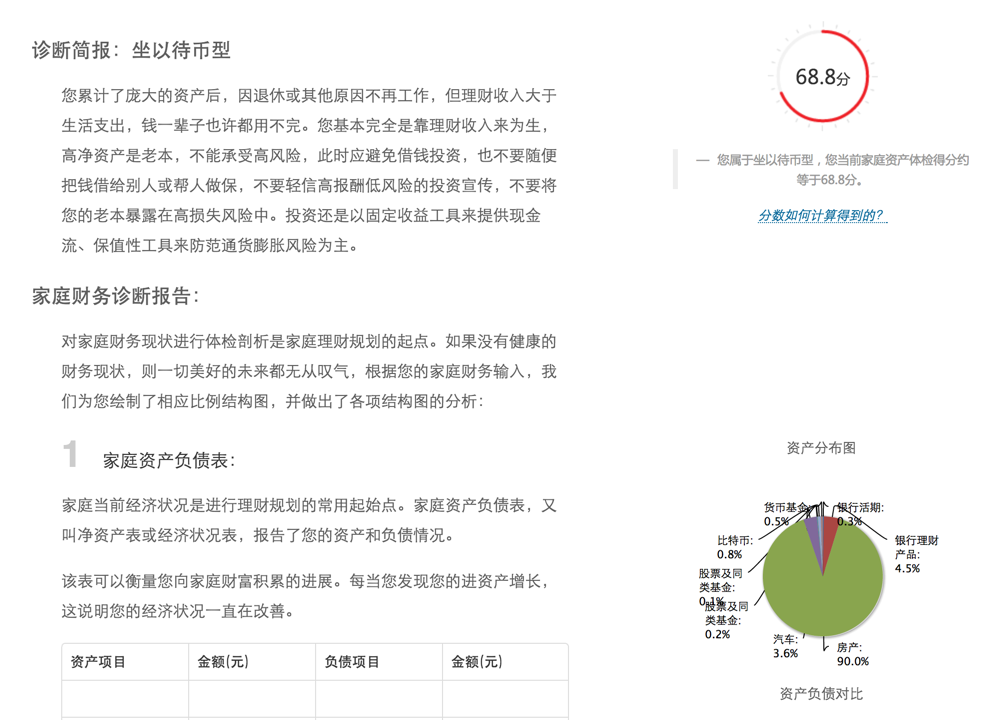 诊断简报：坐以待币型
您累计了庞大的资产后，因退休或其他原因不再工作，但理财收入大于
生活支出，钱一辈子也许都用不完。您基本完全是靠理财收入来为生，
高净资产是老本，不能承受高风险，此时应避免借钱投资，也不要随便
把钱借给别人或帮人做保，不要轻信高报酬低风险的投资宣传，不要将
您的老本暴露在高损失风险中。投资还是以固定收益工具来提供现金
流、保值性工具来防范通货膨胀风险为主。
家庭财务诊断报告：
对家庭财务现状进行体检剖析是家庭理财规划的起点。如果没有健康的
财务现状，则一切美好的未来都无从叹气，根据您的家庭财务输入，我
们为您绘制了相应比例结构图，并做出了各项结构图的分析：
1 家庭资产负债表：
家庭当前经济状况是进行理财规划的常用起始点。家庭资产负债表，又
叫净资产表或经济状况表，报告了您的资产和负债情况。
该表可以衡量您向家庭财富积累的进展。每当您发现您的进资产增长，
这说明您的经济状况一直在改善。
资产项目 金额(元) 负债项目 金额(元)
68.8分
— 您属于坐以待币型，您当前家庭资产体检得分约
等于68.8分。
分数如何计算得到的？
资产分布图
货币基金:
0.5%
银行活期:
0.3%
比特币:
0.8%
银行理财
产品:
4.5%
股票及同
类基金:
0.1%
股票及同
类基金:
0.2%
汽车:
3.6%
房产:
90.0%
资产负债对比